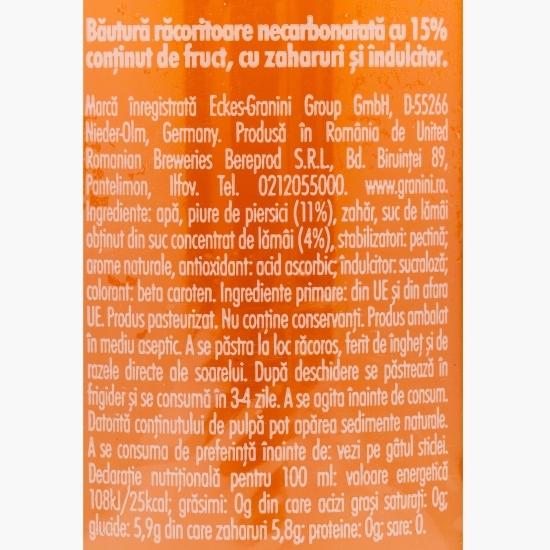 Băutură răcoritoare necarbonatată cu 15%
conținut de fruct, cu zaharuri și îndulcitor.
Marcă înregistrată Eckes-Granini Group GmbH, D-55266
Nieder-Olm, Germany. Produsă în România de United
Romanian Breweries Bereprod S.R.L., Bd. Biruinței 89,
Pantelimon, Ilfov. Tel. 0212055000. www.granini.ro.
Ingrediente: apă, piure de piersici (11%), zahăr, suc de lămâi
obținut din suc concentrat de lămâi (4%), stabilizatori: pectină;
arome naturale, antioxidant: acid ascorbic; îndulcitor: sucraloză;
colorant: beta caroten. Ingrediente primare: din UE și din afara
UE. Produs pasteurizat. Nu conține conservanți. Produs ambalat
în mediu aseptic. A se păstra la loc răcoros, ferit de îngheț și de
razele directe ale soarelui. După deschidere se păstrează în
frigider și se consumă în 3-4 zile. A se agita înainte de consum.
Datorită conținutului de pulpă pot apărea sedimente naturale.
A se consuma de preferință înainte de: vezi pe gâtul sticlei.
Declarație nutrițională pentru 100 ml: valoare energetică
108kJ/25kcal; grăsimi: 0g din care acizi grași saturați: 0g;
glucide: 5,9g din care zaharuri 5,8g; proteine: 0g; sare: 0.